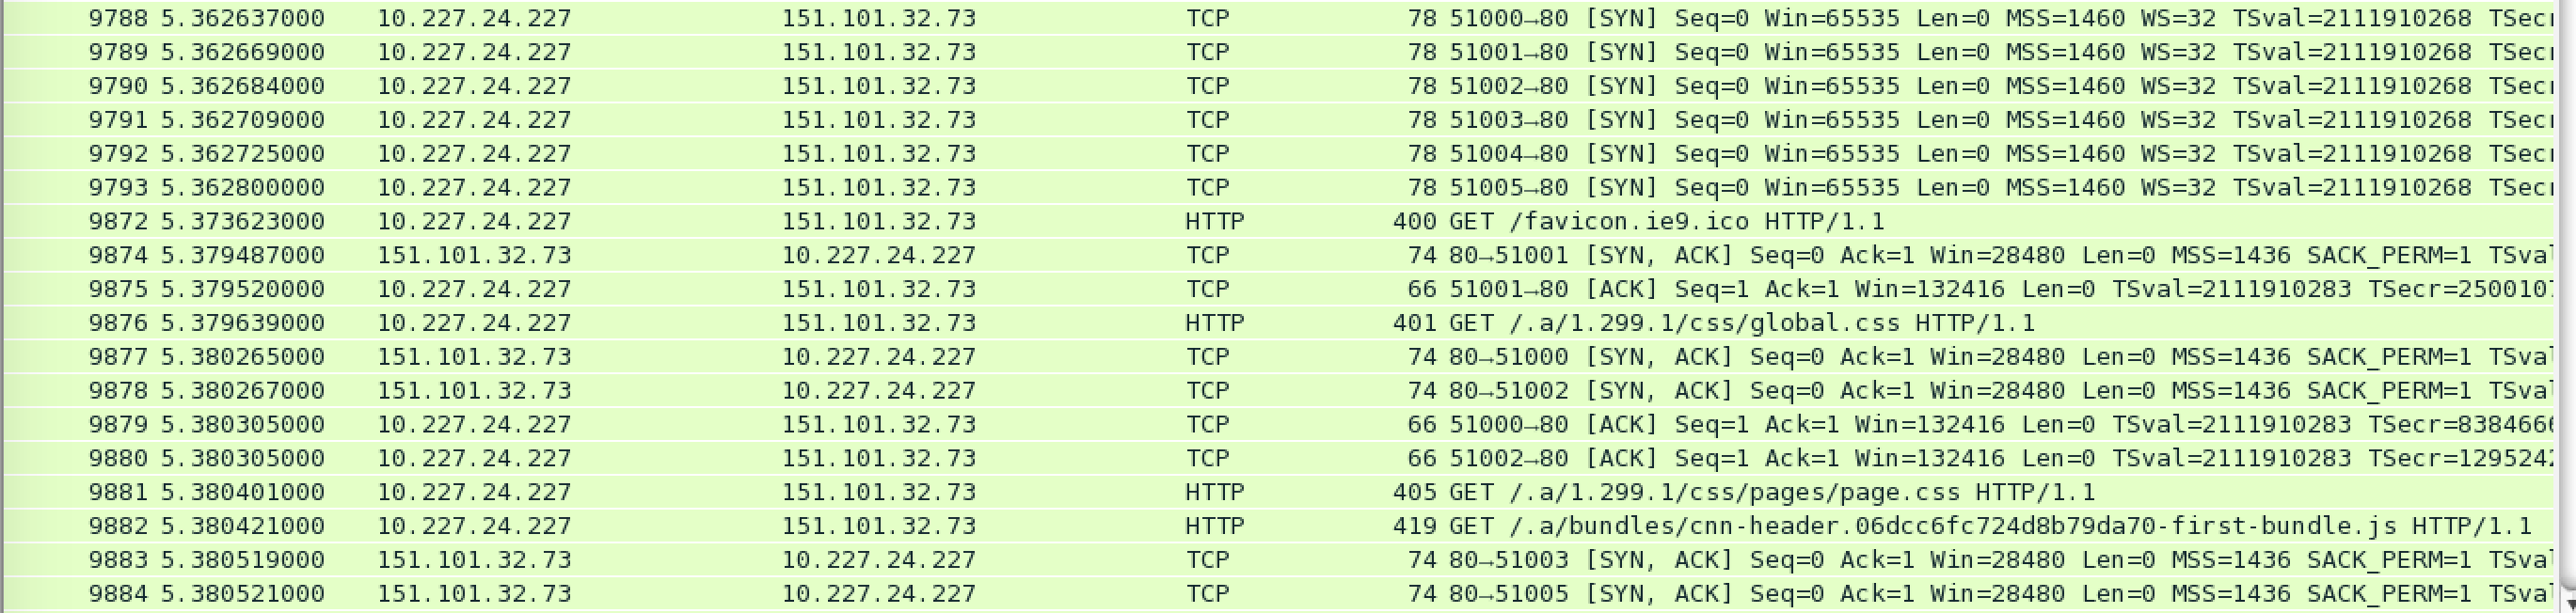 9788 5.362637000 10.227.24.227 151.101.32.73 TCP 78 51000→80 [SYN] Seq=0 Win=65535 Len=0 MSS=1460 WS=32 TSval=2111910268 TSecr
9789 5.362669000 10.227.24.227 151.101.32.73 TCP 78 51001→80 [SYN] Seq=0 Win=65535 Len=0 MSS=1460 WS=32 TSval=2111910268 TSecr
9790 5.362684000 10.227.24.227 151.101.32.73 TCP 78 51002→80 [SYN] Seq=0 Win=65535 Len=0 MSS=1460 WS=32 TSval=2111910268 TSecr
9791 5.362709000 10.227.24.227 151.101.32.73 TCP 78 51003→80 [SYN] Seq=0 Win=65535 Len=0 MSS=1460 WS=32 TSval=2111910268 TSecr
9792 5.362725000 10.227.24.227 151.101.32.73 TCP 78 51004→80 [SYN] Seq=0 Win=65535 Len=0 MSS=1460 WS=32 TSval=2111910268 TSecr
9793 5.362800000 10.227.24.227 151.101.32.73 TCP 78 51005→80 [SYN] Seq=0 Win=65535 Len=0 MSS=1460 WS=32 TSval=2111910268 TSecr
9872 5.373623000 10.227.24.227 151.101.32.73 HTTP 400 GET /favicon.ie9.ico HTTP/1.1
9874 5.379487000 151.101.32.73 10.227.24.227 TCP 74 80→51001 [SYN, ACK] Seq=0 Ack=1 Win=28480 Len=0 MSS=1436 SACK_PERM=1 TSval
9875 5.379520000 10.227.24.227 151.101.32.73 TCP 66 51001→80 [ACK] Seq=1 Ack=1 Win=132416 Len=0 TSval=2111910283 TSecr=250010
9876 5.379639000 10.227.24.227 151.101.32.73 HTTP 401 GET /.a/1.299.1/css/global.css HTTP/1.1
9877 5.380265000 151.101.32.73 10.227.24.227 TCP 74 80→51000 [SYN, ACK] Seq=0 Ack=1 Win=28480 Len=0 MSS=1436 SACK_PERM=1 TSval
9878 5.380267000 151.101.32.73 10.227.24.227 TCP 74 80→51002 [SYN, ACK] Seq=0 Ack=1 Win=28480 Len=0 MSS=1436 SACK_PERM=1 TSval
9879 5.380305000 10.227.24.227 151.101.32.73 TCP 66 51000→80 [ACK] Seq=1 Ack=1 Win=132416 Len=0 TSval=2111910283 TSecr=838466
9880 5.380305000 10.227.24.227 151.101.32.73 TCP 66 51002→80 [ACK] Seq=1 Ack=1 Win=132416 Len=0 TSval=2111910283 TSecr=129524
9881 5.380401000 10.227.24.227 151.101.32.73 HTTP 405 GET /.a/1.299.1/css/pages/page.css HTTP/1.1
9882 5.380421000 10.227.24.227 151.101.32.73 HTTP 419 GET /.a/bundles/cnn-header.06dcc6fc724d8b79da70-first-bundle.js HTTP/1.1
9883 5.380519000 151.101.32.73 10.227.24.227 TCP 74 80→51003 [SYN, ACK] Seq=0 Ack=1 Win=28480 Len=0 MSS=1436 SACK_PERM=1 TSval
9884 5.380521000 151.101.32.73 10.227.24.227 TCP 74 80→51005 [SYN, ACK] Seq=0 Ack=1 Win=28480 Len=0 MSS=1436 SACK_PERM=1 TSval